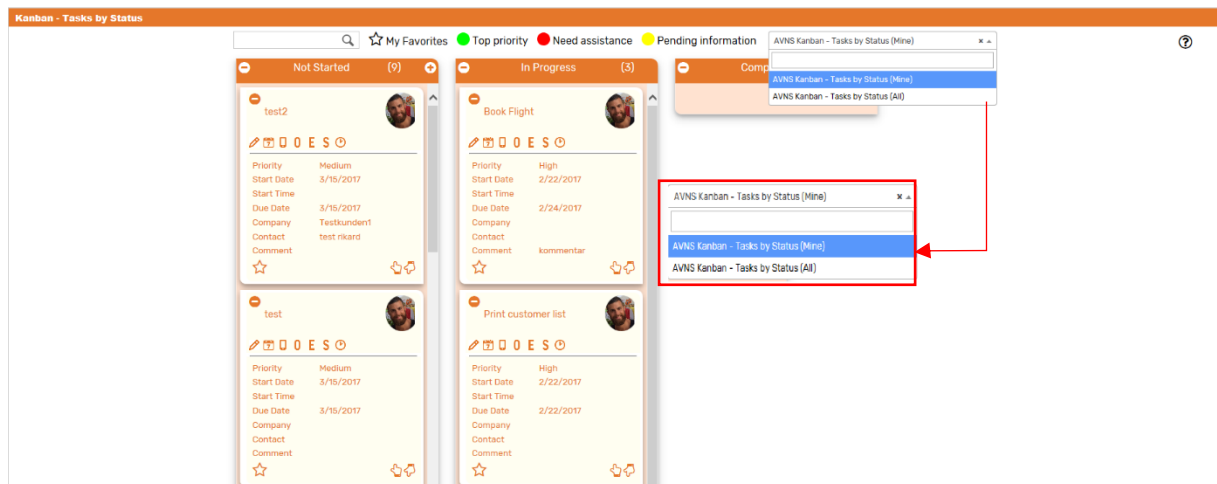 Kanban - Tasks by Status
My Favorites Top priority Need assistance Pending information AVNS Kanban - Tasks by Status (Mine) ×
AVNS Kanban - Tasks by Status (Mine)
AVNS Kanban - Tasks by Status (All)
Not Started (9)
test2
O E S
Priority Medium
Start Date 3/15/2017
Start Time
Due Date 3/15/2017
Company Testkunden1
Contact test rikard
Comment
test
O E S
Priority Medium
Start Date 3/15/2017
Start Time
Due Date 3/15/2017
Company
Contact
Comment
In Progress (3)
Book Flight
O E S
Priority High
Start Date 2/22/2017
Start Time
Due Date 2/24/2017
Company
Contact
Comment kommentar
Print customer list
O E S
Priority High
Start Date 2/22/2017
Start Time
Due Date 2/22/2017
Company
Contact
Comment
Comp
AVNS Kanban - Tasks by Status (Mine) ×
AVNS Kanban - Tasks by Status (Mine)
AVNS Kanban - Tasks by Status (All)